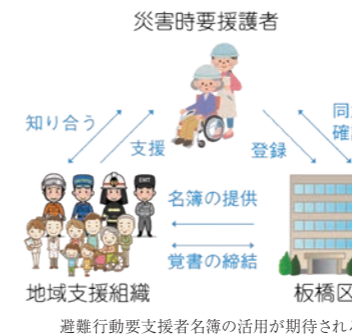 災害時要援護者
知り合う
支援
登録
同
確
名簿の提供
覚書の締結
地域支援組織
板橋区
避難行動要支援者名簿の活用が期待され